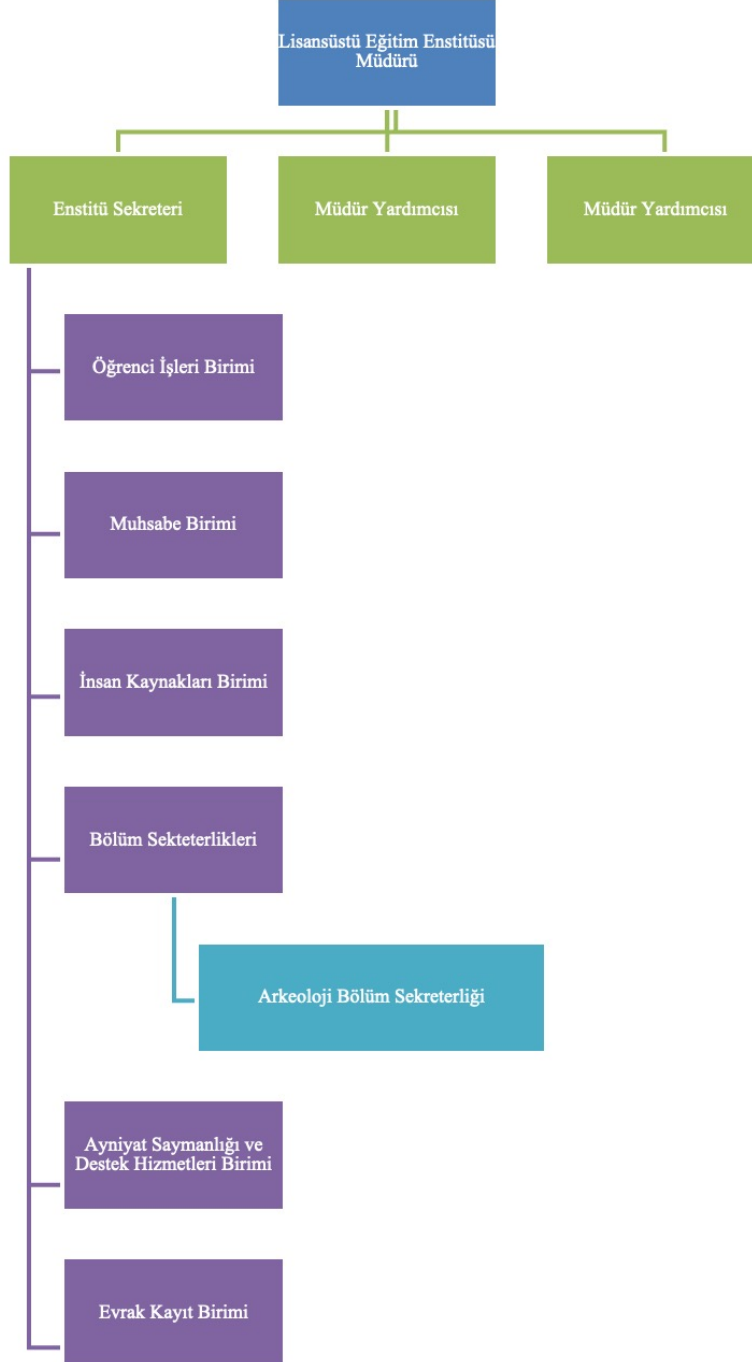 Lisansüstü Eğitim Enstitüsü
Müdürü
Enstitü Sekreteri
Müdür Yardımcısı
Müdür Yardımcısı
Öğrenci İşleri Birimi
Muhsabe Birimi
İnsan Kaynakları Birimi
Bölüm Sekteterlikleri
Arkeoloji Bölüm Sekreterliği
Ayniyat Saymanlığı ve
Destek Hizmetleri Birimi
Evrak Kayıt Birimi